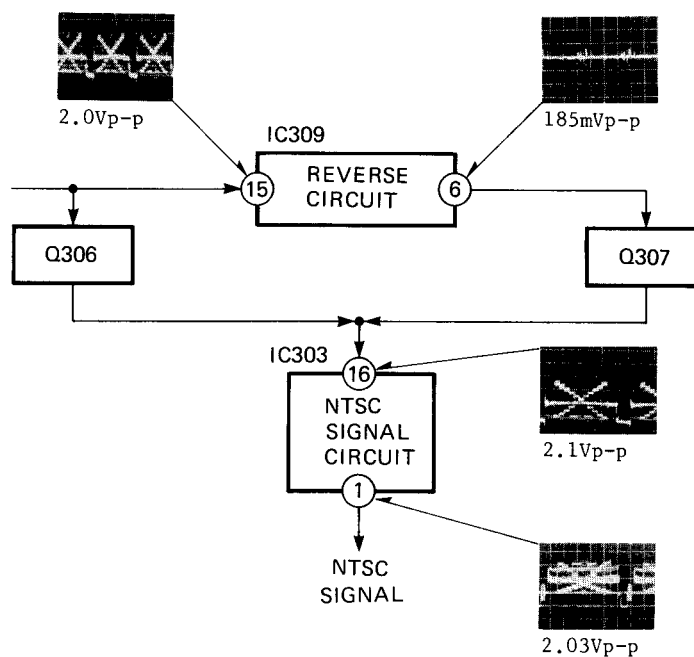 2.0Vp-p
185mVp-p
IC309
REVERSE
CIRCUIT
15
6
Q306
Q307
IC303
16
NTSC
SIGNAL
CIRCUIT
2.1Vp-p
1
NTSC
SIGNAL
2.03Vp-p